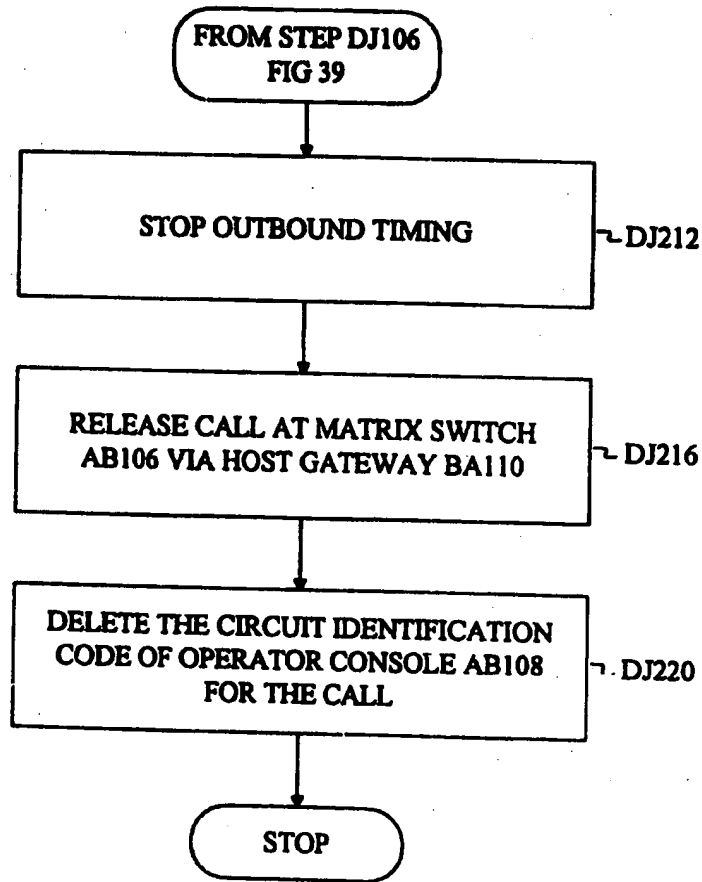 FROM STEP DJ106
FIG 39
STOP OUTBOUND TIMING
DJ212
RELEASE CALL AT MATRIX SWITCH
AB106 VIA HOST GATEWAY BA110
DJ216
DELETE THE CIRCUIT IDENTIFICATION
CODE OF OPERATOR CONSOLE AB108
FOR THE CALL
DJ220
STOP